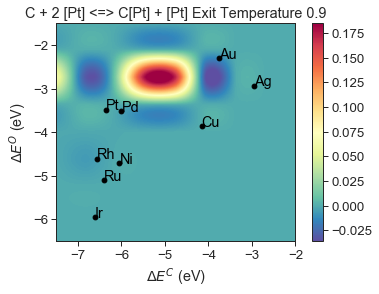 C + 2 [Pt] <=> C[Pt] + [Pt] Exit Temperature 0.9
−2
−3
−4
−5
−6
ΔE^O (eV)
Au
Ag
Pt
Pd
Cu
Rh
Ni
Ru
Ir
−7
−6
−5
−4
−3
−2
ΔE^C (eV)
0.175
0.150
0.125
0.100
0.075
0.050
0.025
0.000
−0.025